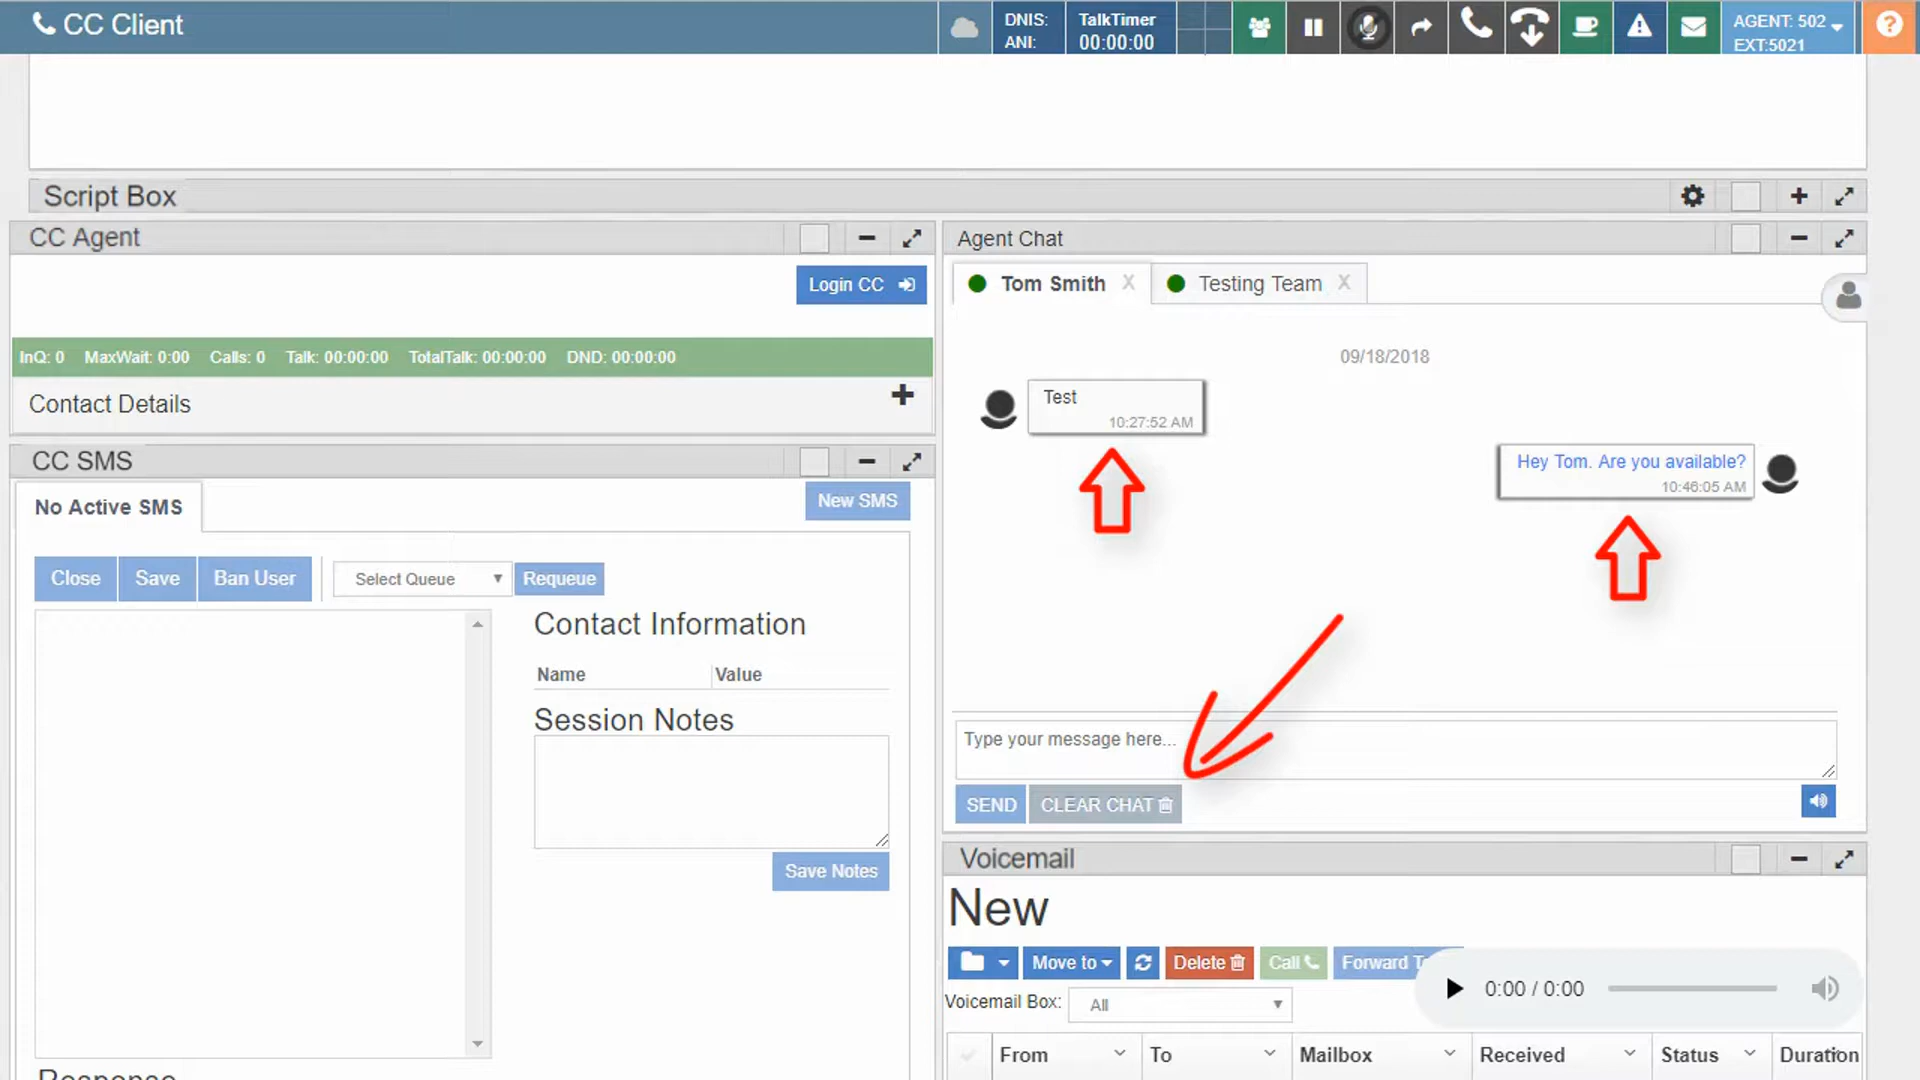 CC Client
DNIS:
ANI:
TalkTimer
00:00:00
AGENT: 502
EXT:5021
Script Box
CC Agent
Login CC
InQ: 0 MaxWait: 0:00 Calls: 0 Talk: 00:00:00 TotalTalk: 00:00:00 DND: 00:00:00
Contact Details
CC SMS
No Active SMS
New SMS
Close Save Ban User Select Queue Requeue
Contact Information
Name Value
Session Notes
Save Notes
Agent Chat
Tom Smith X Testing Team X
09/18/2018
Test
10:27:52 AM
Hey Tom. Are you available?
10:46:05 AM
Type your message here...
SEND CLEAR CHAT
Voicemail
New
Move to Delete Call Forward
0:00 / 0:00
Voicemail Box: All
From To Mailbox Received Status Duration